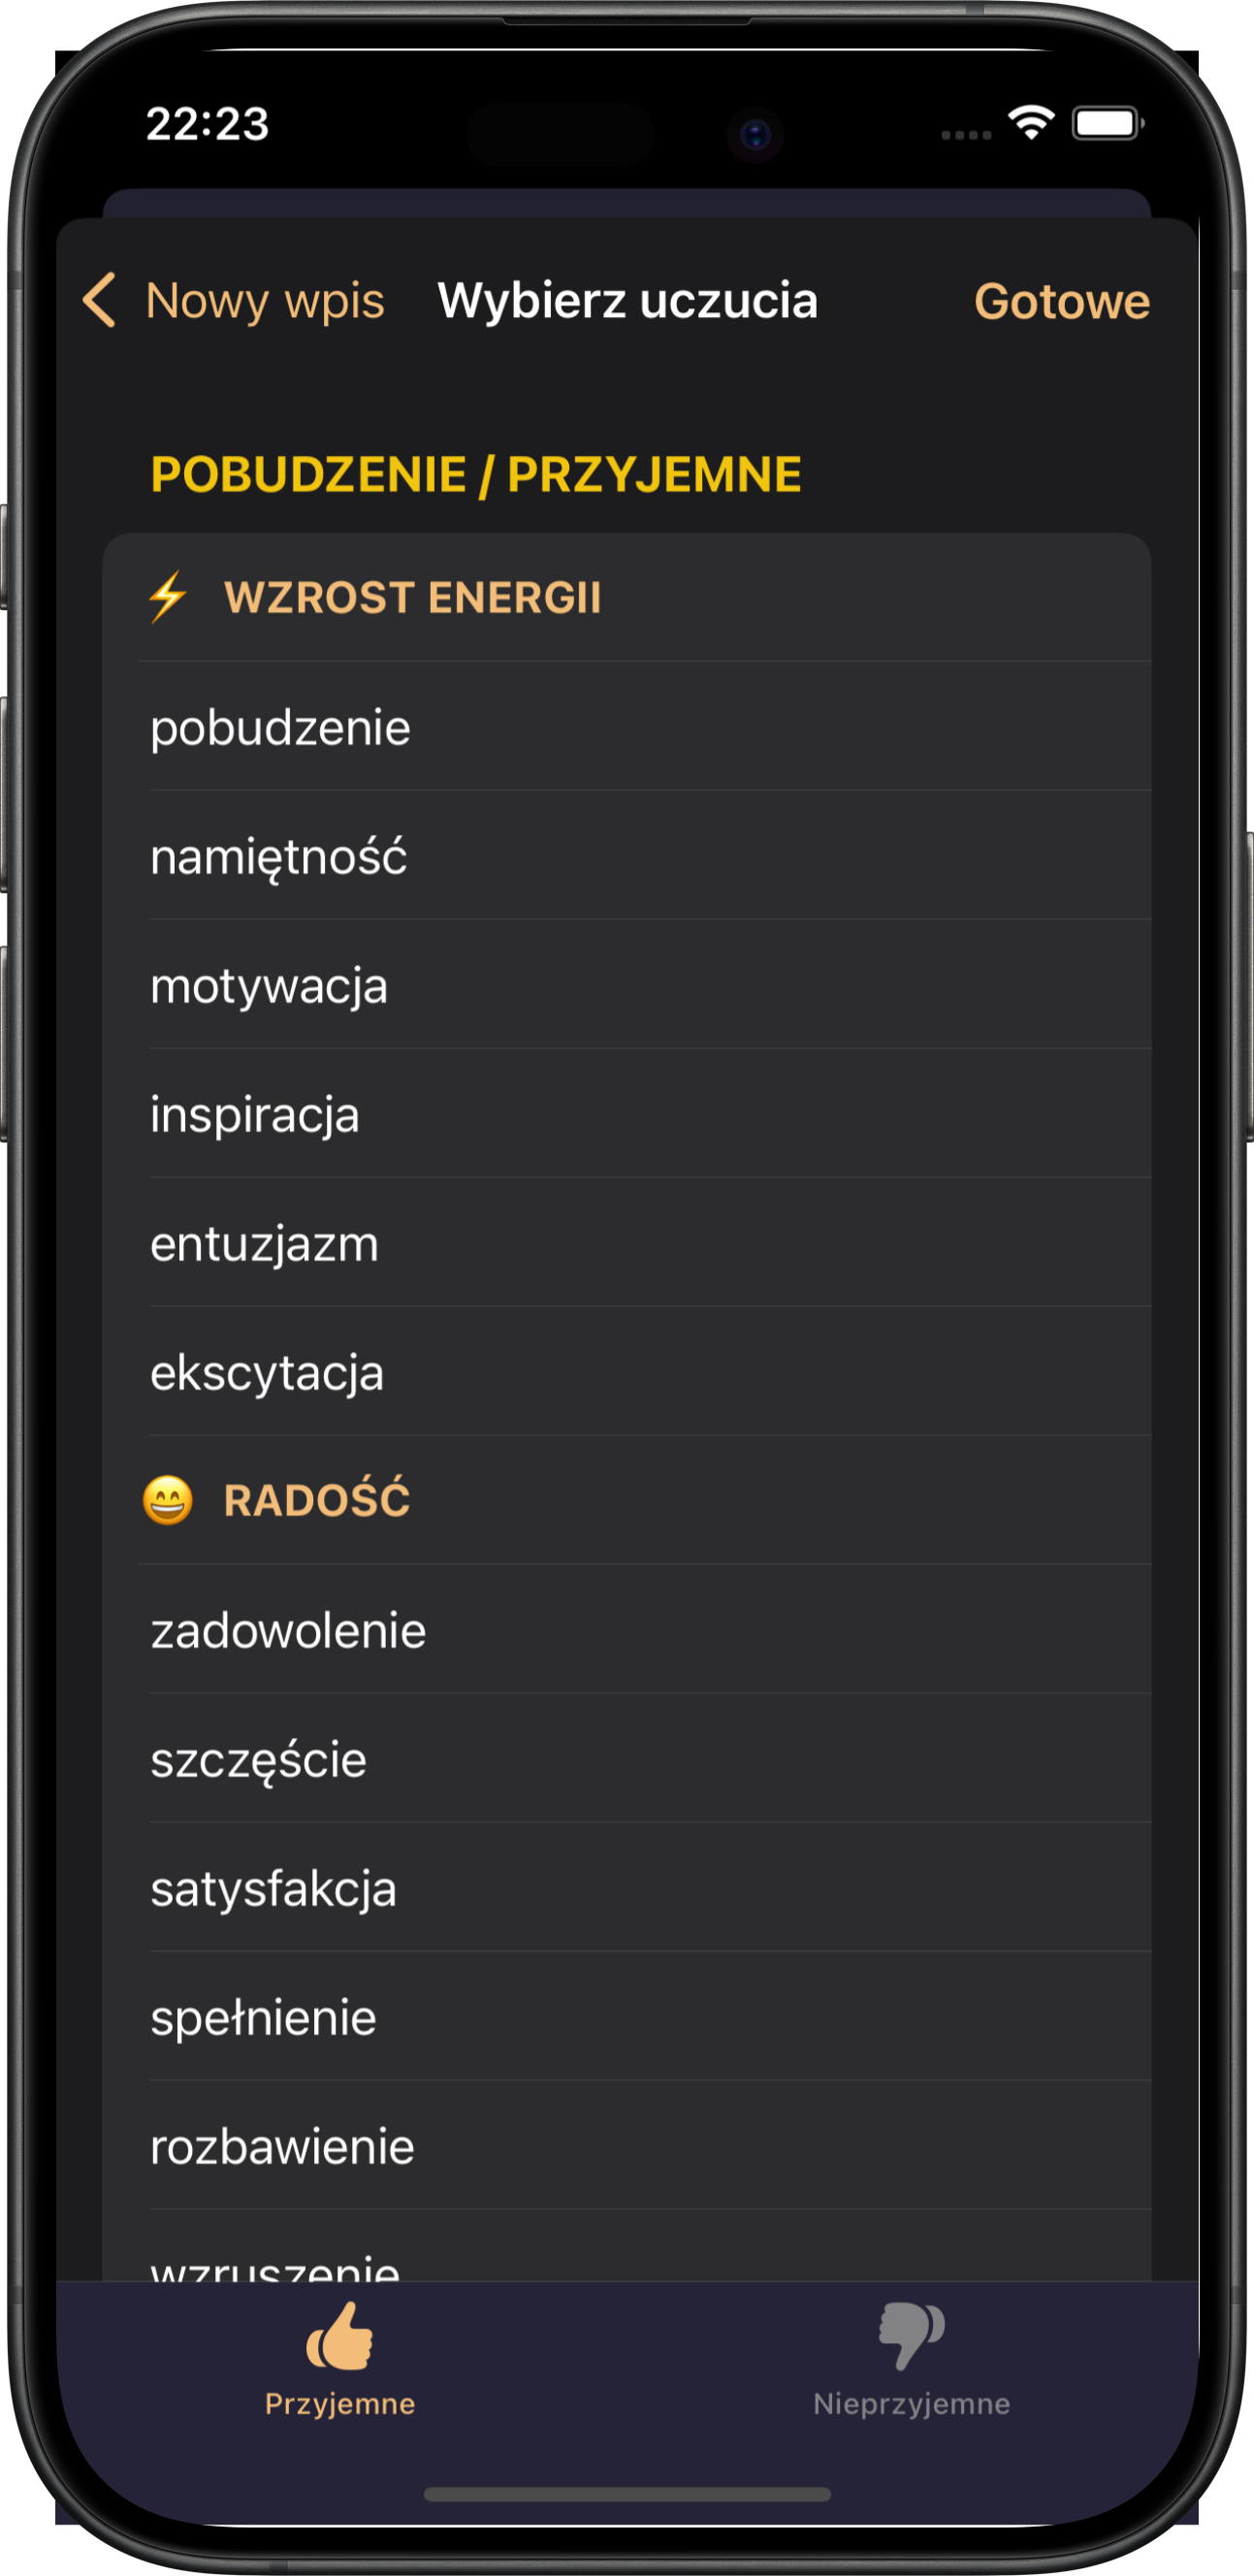 22:23
Nowy wpis Wybierz uczucia Gotowe
POBUDZENIE / PRZYJEMNE
⚡ WZROST ENERGII
pobudzenie
namiętność
motywacja
inspiracja
entuzjazm
ekscytacja
😄 RADOŚĆ
zadowolenie
szczęście
satysfakcja
spełnienie
rozbawienie
wzruszenie
Przyjemne Nieprzyjemne